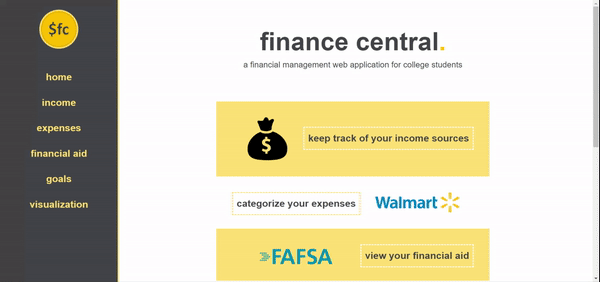 $fc
home
income
expenses
financial aid
goals
visualization
finance central.
a financial management web application for college students
$
keep track of your income sources
categorize your expenses
Walmart
FAFSA
view your financial aid